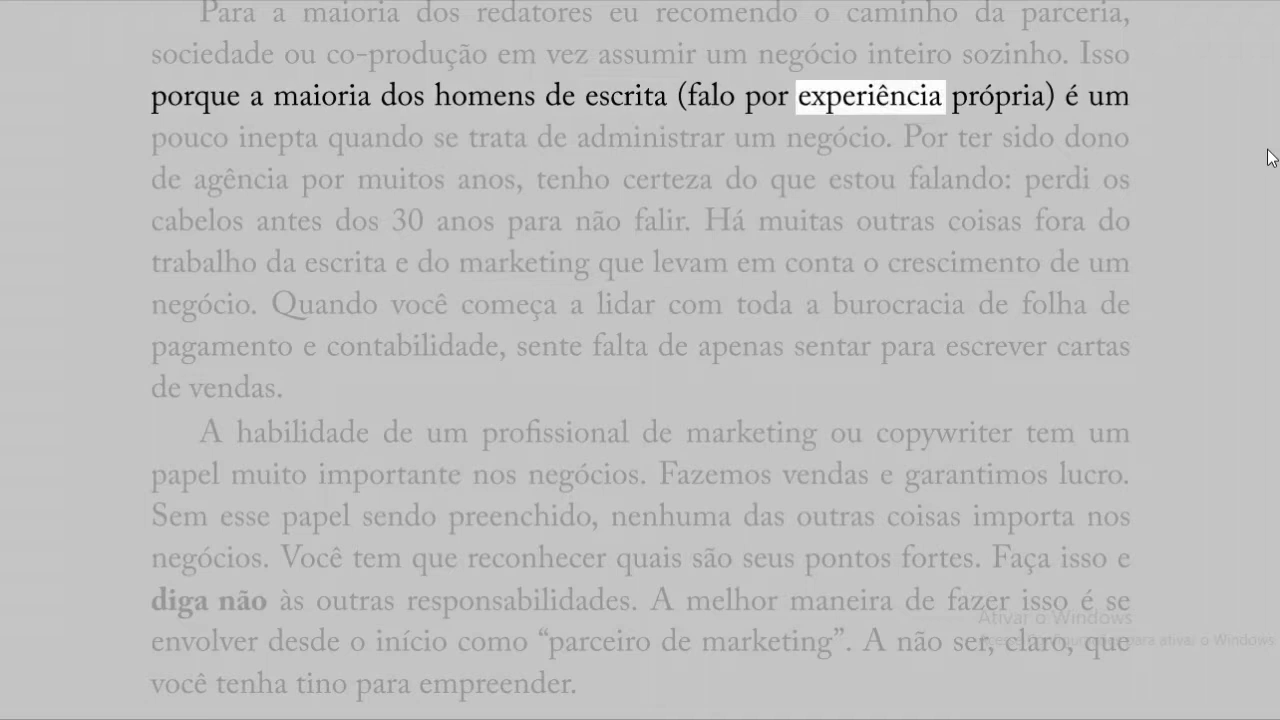 Para a maioria dos redatores eu recomendo o caminho da parceria,
sociedade ou co-produção em vez assumir um negócio inteiro sozinho. Isso
porque a maioria dos homens de escrita (falo por experiência própria) é um
pouco inepta quando se trata de administrar um negócio. Por ter sido dono
de agência por muitos anos, tenho certeza do que estou falando: perdi os
cabelos antes dos 30 anos para não falir. Há muitas outras coisas fora do
trabalho da escrita e do marketing que levam em conta o crescimento de um
negócio. Quando você começa a lidar com toda a burocracia de folha de
pagamento e contabilidade, sente falta de apenas sentar para escrever cartas
de vendas.
A habilidade de um profissional de marketing ou copywriter tem um
papel muito importante nos negócios. Fazemos vendas e garantimos lucro.
Sem esse papel sendo preenchido, nenhuma das outras coisas importa nos
negócios. Você tem que reconhecer quais são seus pontos fortes. Faça isso e
diga não às outras responsabilidades. A melhor maneira de fazer isso é se
Ativar o Windows
envolver desde o início como “parceiro de marketing”. A não ser, claro, que
para ativar o Windows
você tenha tino para empreender.